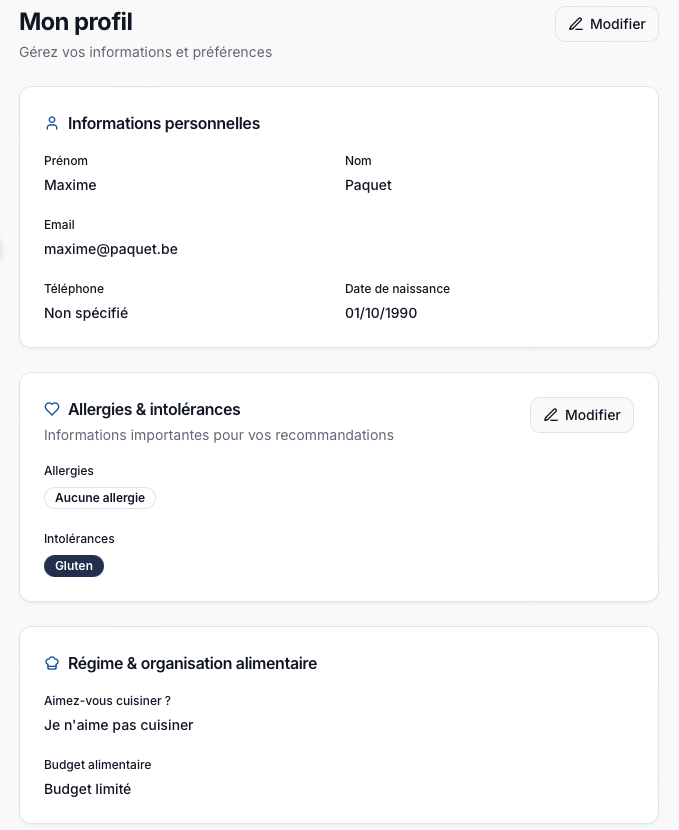 Mon profil
Modifier
Gérez vos informations et préférences
Informations personnelles
Prénom
Nom
Maxime
Paquet
Email
maxime@paquet.be
Téléphone
Date de naissance
Non spécifié
01/10/1990
Allergies & intolérances
Modifier
Informations importantes pour vos recommandations
Allergies
Aucune allergie
Intolérances
Gluten
Régime & organisation alimentaire
Aimez-vous cuisiner ?
Je n'aime pas cuisiner
Budget alimentaire
Budget limité